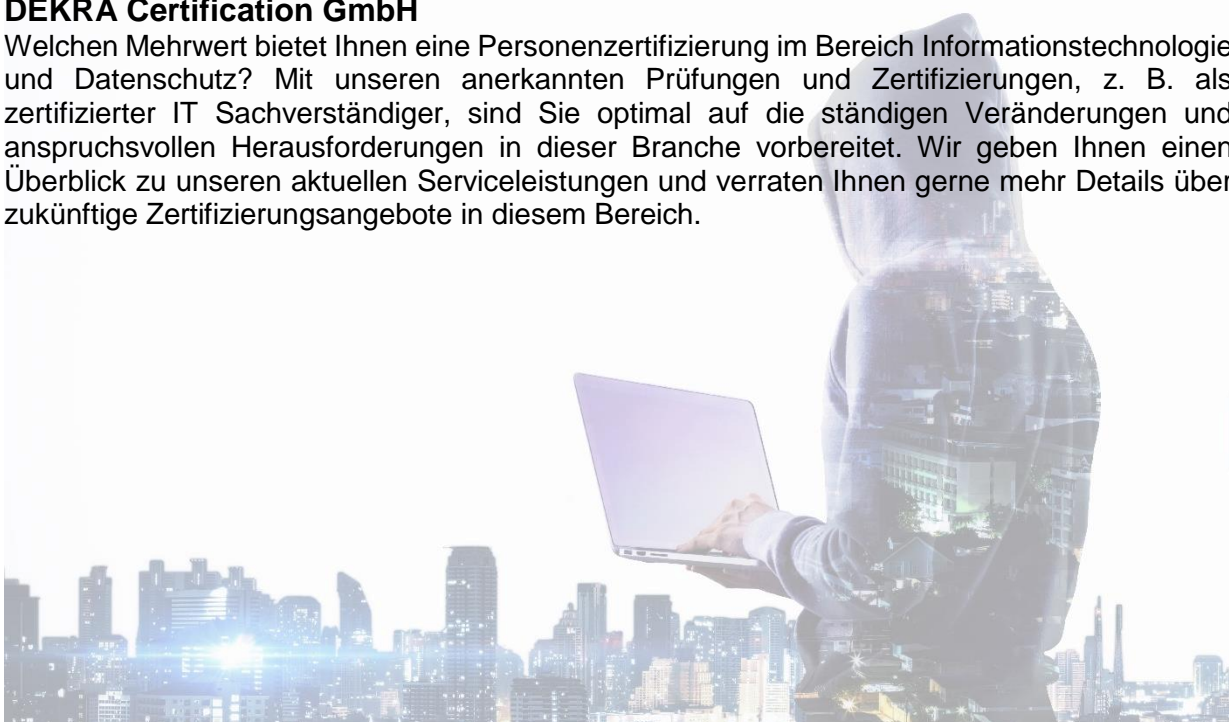 DEKRA Certification GmbH
Welchen Mehrwert bietet Ihnen eine Personenzertifizierung im Bereich Informationstechnologie
und Datenschutz? Mit unseren anerkannten Prüfungen und Zertifizierungen, z. B. als
zertifizierter IT Sachverständiger, sind Sie optimal auf die ständigen Veränderungen und
anspruchsvollen Herausforderungen in dieser Branche vorbereitet. Wir geben Ihnen einen
Überblick zu unseren aktuellen Serviceleistungen und verraten Ihnen gerne mehr Details über
zukünftige Zertifizierungsangebote in diesem Bereich.